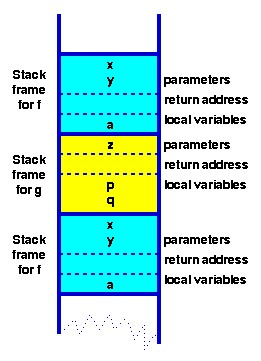 x
Stack y parameters
frame return address
for f a local variables
z parameters
Stack return address
frame p local variables
for g q
x
Stack y parameters
frame return address
for f a local variables